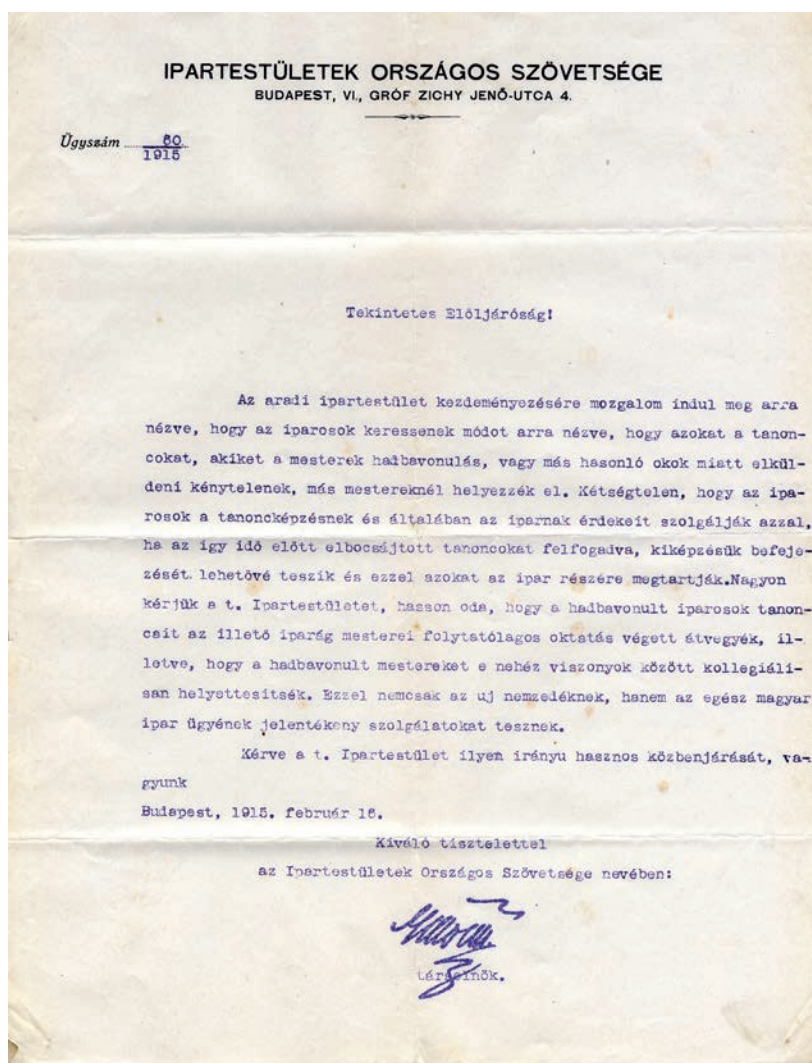 IPARTESTÜLETEK ORSZÁGOS SZÖVETSÉGE
BUDAPEST, VI., GRÓF ZICHY JENŐ-UTCA 4.
Ügyszám 60
1915
Tekintetes Elöljáróság!
Az aradi ipartestület kezdeményezésére mozgalom indul meg arra
nézve, hogy az iparosok keressenek módot arra nézve, hogy azokat a tanon-
cokat, akiket a mesterek hadbavonulás, vagy más hasonló okok miatt elkül-
deni kénytelenek, más mestereknél helyezzék el. Kétségtelen, hogy az ipa-
rosok a tanoncképzésnek és általában az iparnak érdekeit szolgálják azzal,
ha az igy idő előtt elbocsájtott tanoncokat felfogadva, kiképzésük befeje-
zését lehetővé teszik és ezzel azokat az ipar részére megtartják.Nagyon
kérjük a t. Ipartestületet, hasson oda, hogy a hadbavonult iparosok tanon-
cait az illető iparág mesterei folytatólagos oktatás végett átvegyék, il-
letve, hogy a hadbavonult mestereket e nehéz viszonyok között kollegiáli-
san helyettesitsék. Ezzel nemcsak az uj nemzedéknek, hanem az egész magyar
ipar ügyének jelentékeny szolgálatokat tesznek.
Kérve a t. Ipartestület ilyen irányu hasznos közbenjárását, va-
gyunk
Budapest, 1915. február 16.
Kiváló tisztelettel
az Ipartestületek Országos Szövetsége nevében:
társelnök.